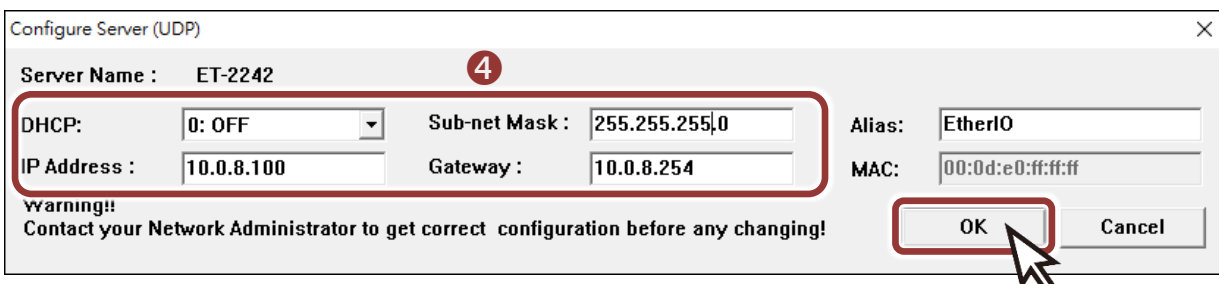 Configure Server (UDP)
Server Name : ET-2242
4
DHCP: 0: OFF Sub-net Mask : 255.255.255.0 Alias: EtherIO
IP Address : 10.0.8.100 Gateway : 10.0.8.254 MAC: 00:0d:e0:ff:ff:ff
Warning!!
Contact your Network Administrator to get correct configuration before any changing!
OK Cancel